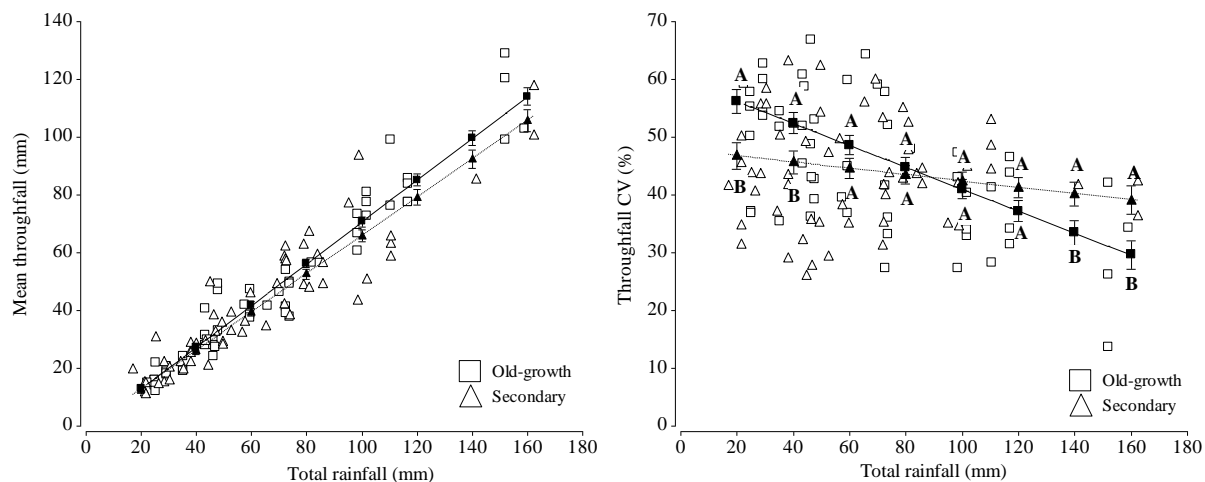 140
120
100
80
60
40
20
0
Mean throughfall (mm)
0 20 40 60 80 100 120 140 160 180
Total rainfall (mm)
Old-growth
Secondary
70
60
50
40
30
20
10
0
Throughfall CV (%)
A A A A A A A A
B B A A A A B B
0 20 40 60 80 100 120 140 160 180
Total rainfall (mm)
Old-growth
Secondary